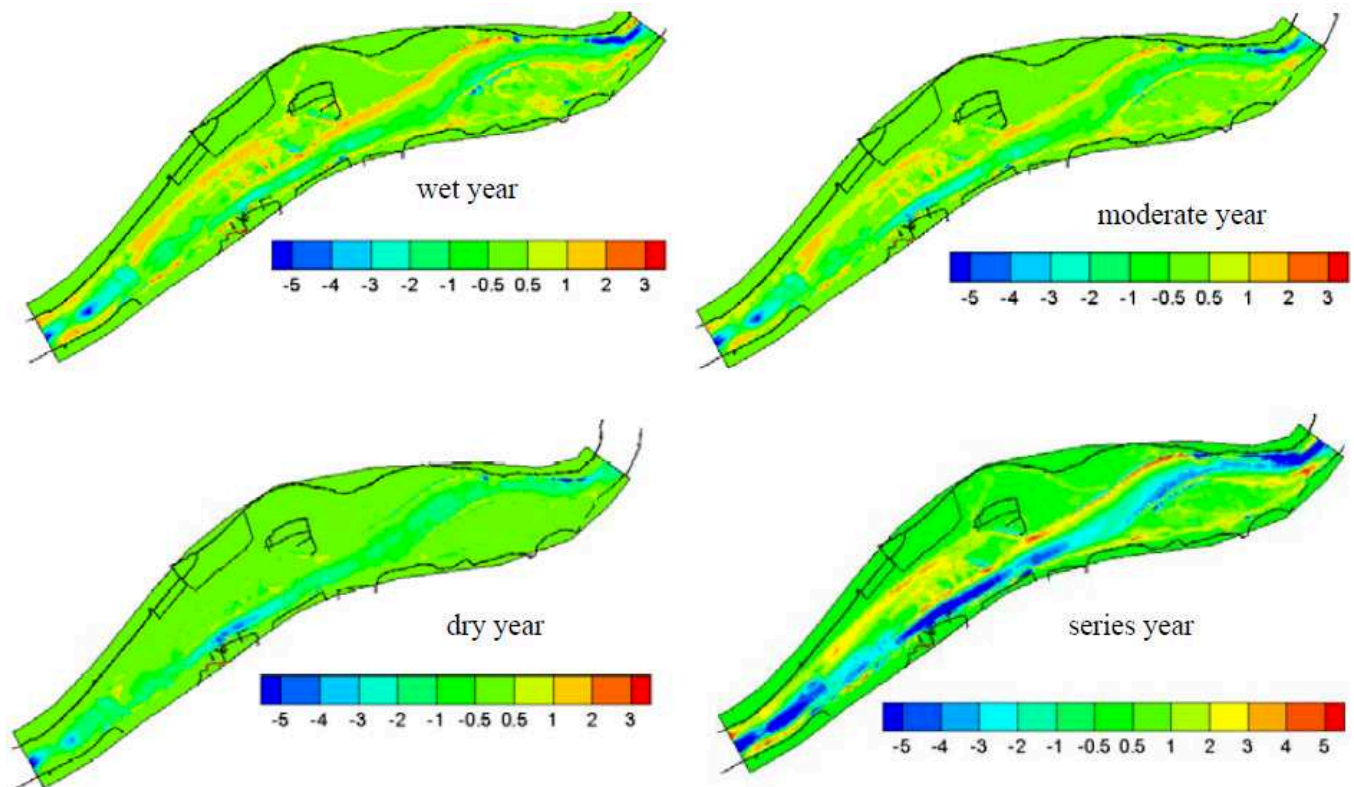 wet year
-5 -4 -3 -2 -1 -0.5 0.5 1 2 3
moderate year
-5 -4 -3 -2 -1 -0.5 0.5 1 2 3
dry year
-5 -4 -3 -2 -1 -0.5 0.5 1 2 3
series year
-5 -4 -3 -2 -1 -0.5 0.5 1 2 3 4 5